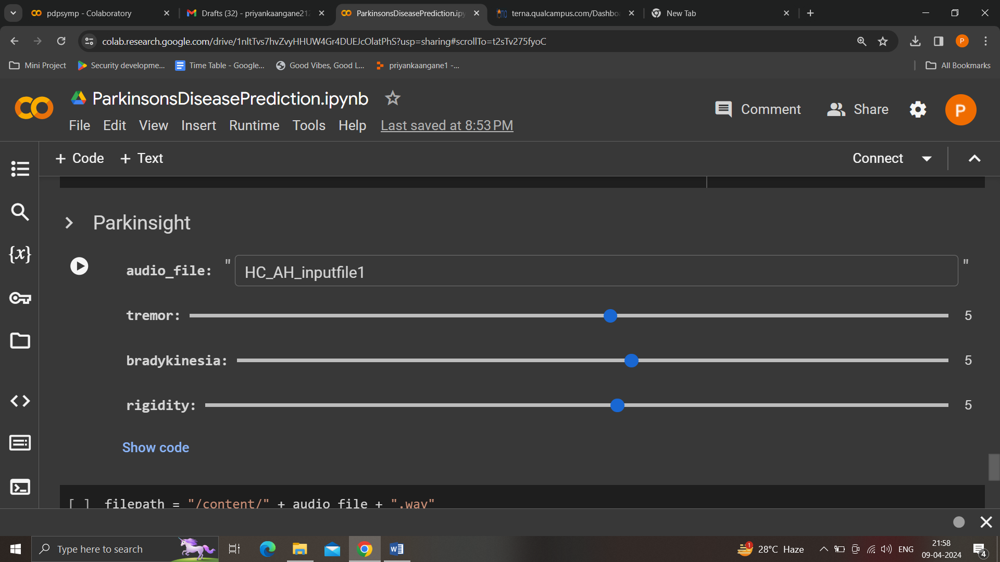 pdpsymp - Colaboratory
Drafts (32) - priyankaangane212
ParkinsonsDiseasePrediction.ipy
terna.qualcampus.com/Dashbo
New Tab
colab.research.google.com/drive/1nltTvs7hvZvyHHUW4Gr4DUEJcOlatPhS?usp=sharing#scrollTo=t2sTv275fyoC
P
Mini Project
Security developme...
Time Table - Google...
Good Vibes, Good L...
priyankaangane1 -...
All Bookmarks
ParkinsonsDiseasePrediction.ipynb
Comment
Share
P
File Edit View Insert Runtime Tools Help Last saved at 8:53 PM
+ Code + Text
Connect
Parkinsight
{x}
audio_file: " HC_AH_inputfile1 "
tremor: 5
bradykinesia: 5
rigidity: 5
Show code
[ ] filepath = "/content/" + audio_file + ".wav"
Type here to search
1
28°C Haze
ENG
21:58
09-04-2024
4